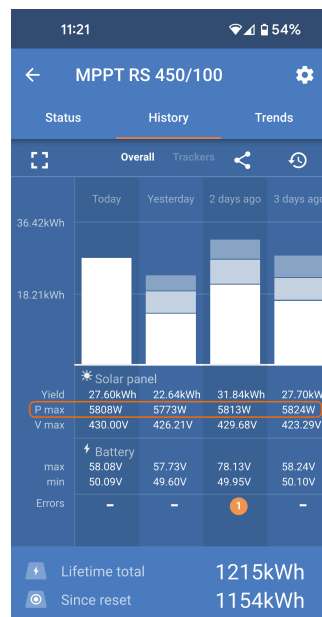 11:21 54%
MPPT RS 450/100
Status History Trends
Overall Trackers
Today Yesterday 2 days ago 3 days ag
36.42kWh
18.21kWh
Solar panel
Yield 27.60kWh 22.64kWh 31.84kWh 27.70kW
P max 5808W 5773W 5813W 5824W
V max 430.00V 426.21V 429.68V 423.29V
Battery
max 58.08V 57.73V 78.13V 58.24V
min 50.09V 49.60V 49.95V 50.10V
Errors – – 1 –
Lifetime total 1215kWh
Since reset 1154kWh